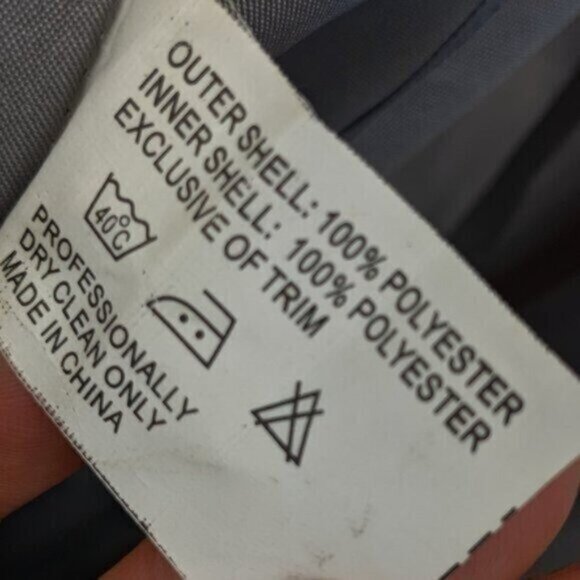 OUTER SHELL: 100% POLYESTER
INNER SHELL: 100% POLYESTER
EXCLUSIVE OF TRIM
40°C
PROFESSIONALLY
DRY CLEAN ONLY
MADE IN CHINA